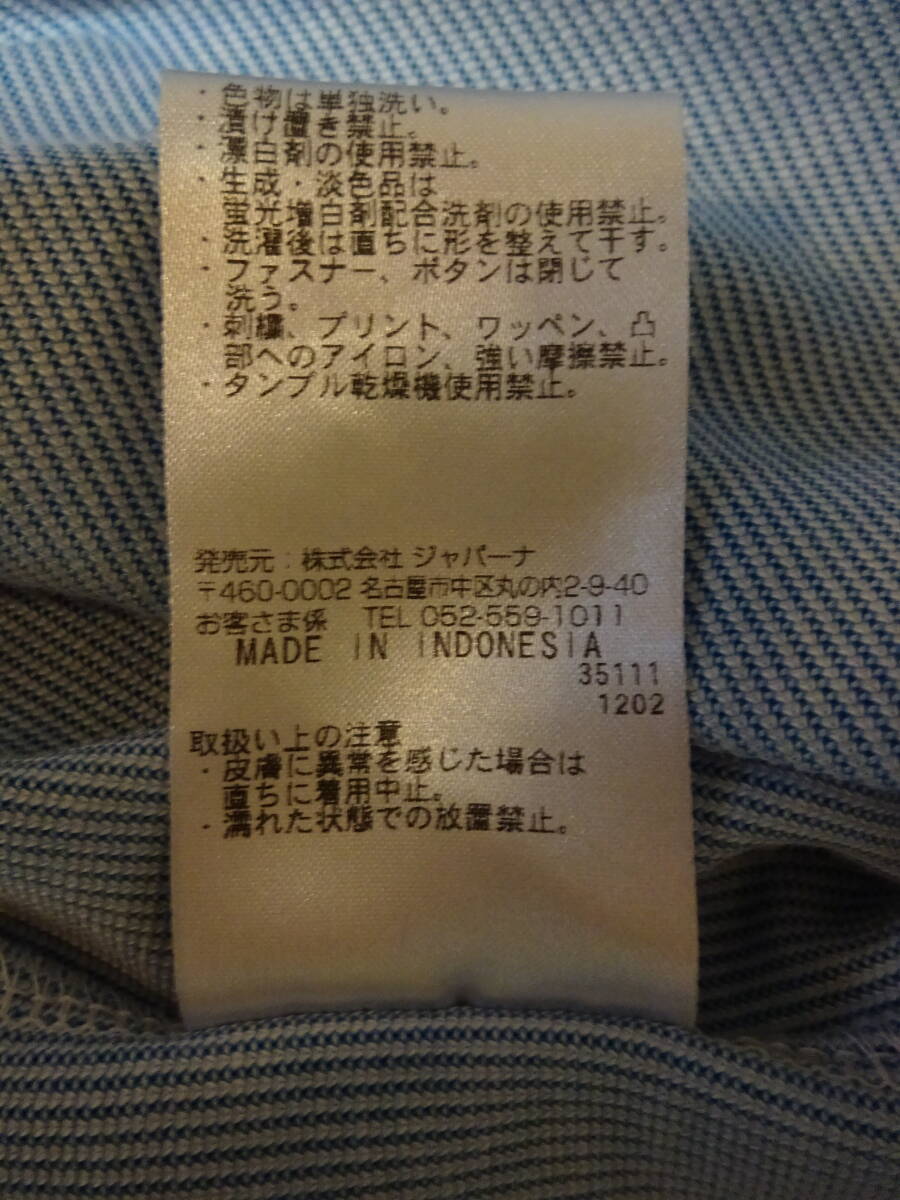 ・色物は単独洗い。
・漬け置き禁止。
・漂白剤の使用禁止。
・生成・淡色品は
蛍光増白剤配合洗剤の使用禁止。
・洗濯後は直ちに形を整えて干す。
・ファスナー、ボタンは閉じて
洗う。
・刺繍、プリント、ワッペン、凸
部へのアイロン、強い摩擦禁止。
・タンブル乾燥機使用禁止。
発売元:株式会社 ジャパーナ
〒460-0002 名古屋市中区丸の内2-9-40
お客さま係 TEL 052-559-1011
MADE IN INDONESIA
35111
1202
取扱い上の注意
・皮膚に異常を感じた場合は
直ちに着用中止。
・濡れた状態での放置禁止。